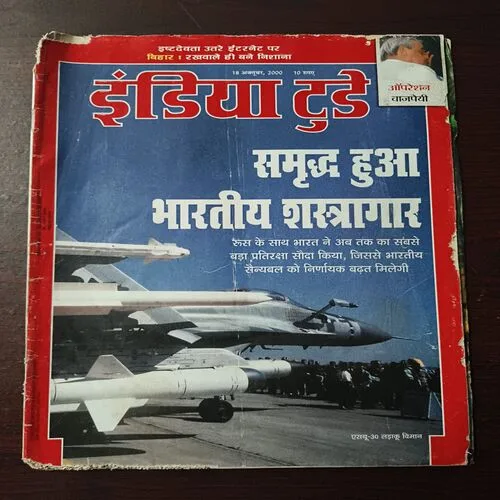 इष्टदेवता उतरे ईंटरनेट पर
बिहार : रखवाले ही बने निशाना
18 अक्तूबर, 2000 10 रुपए
ऑपरेशन
वाजपेयी
इंडिया टुडे
समृद्ध हुआ
भारतीय शस्त्रागार
रूस के साथ भारत ने अब तक का सबसे
बड़ा प्रतिरक्षा सौदा किया, जिससे भारतीय
सैन्यबल को निर्णायक बढ़त मिलेगी
एसयू-30 लड़ाकू विमान